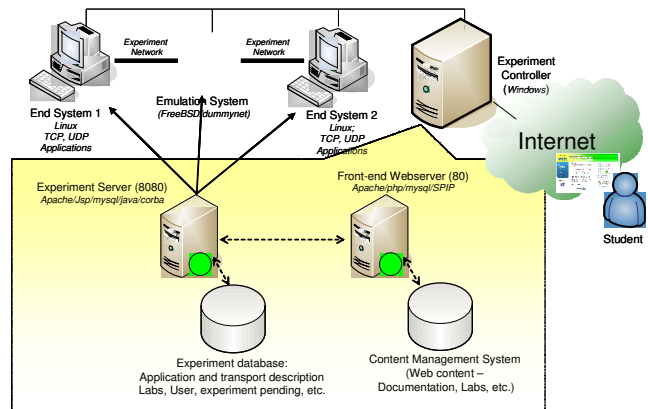 Experiment
Network
Experiment
Network
End System 1
Linux
TCP, UDP
Applications
Emulation System
(FreeBSD/dummynet)
End System 2
Linux;
TCP, UDP
Applications
Experiment
Controller
(Windows)
Internet
Student
Experiment Server (8080)
Apache/Jsp/mysql/java/corba
Front-end Webserver (80)
Apache/php/mysql/SPIP
Experiment database:
Application and transport description
Labs, User, experiment pending, etc.
Content Management System
(Web content –
Documentation, Labs, etc.)